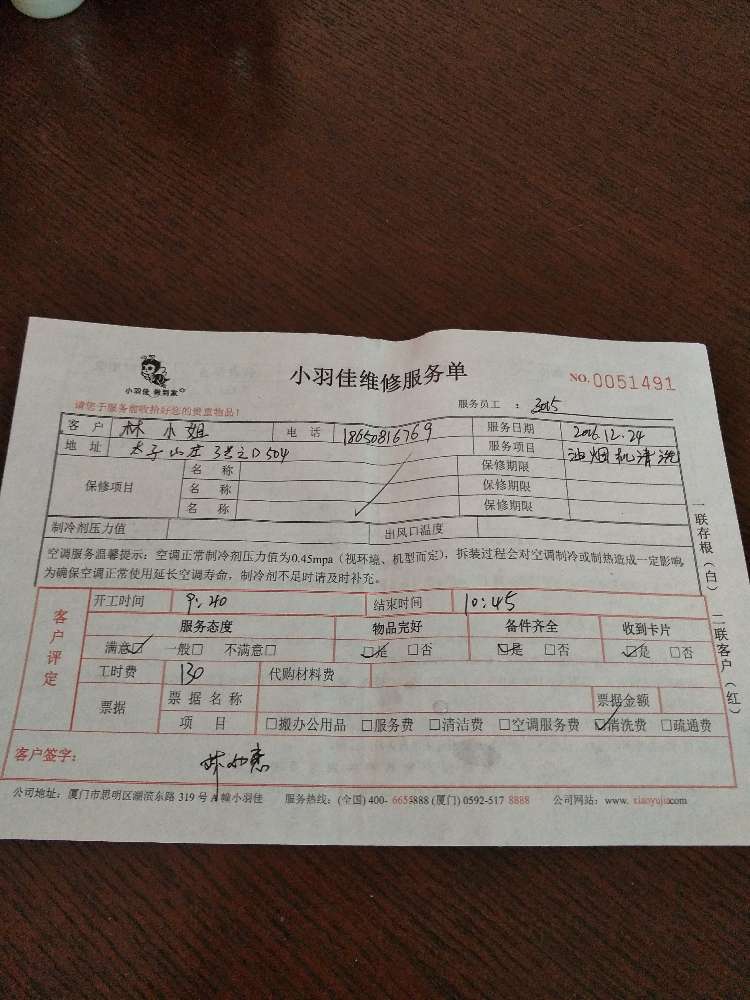 小羽佳维修服务单
NO.0051491
小羽佳 搬到家
请您于服务前收拾好您的贵重物品！
服务员工 ： 3015
客户 林小姐 电话 18650816769 服务日期 2016.12.24
地址 太子山庄3号之D504 服务项目 油烟机清洗
保修项目 名称 保修期限
名称 保修期限
名称 保修期限
制冷剂压力值 出风口温度
空调服务温馨提示：空调正常制冷剂压力值为0.45mpa（视环境、机型而定），拆装过程会对空调制冷或制热造成一定影响，
为确保空调正常使用延长空调寿命，制冷剂不足时请及时补充。
客户评定
开工时间 9:40 结束时间 10:45
服务态度 物品完好 备件齐全 收到卡片
满意☑ 一般□ 不满意□ ☑是 □否 ☑是 □否 ☑是 □否
工时费 130 代购材料费
票据 票据名称 票据金额
项目 □搬办公用品 □服务费 □清洁费 □空调服务费 ☑清洗费 □疏通费
客户签字：
公司地址：厦门市思明区湖滨东路 319 号 A 幢小羽佳 服务热线：(全国) 400-6653888 (厦门) 0592-517 8888 公司网站：www. xiaoyujia.com
一联存根（白）
二联客户（红）